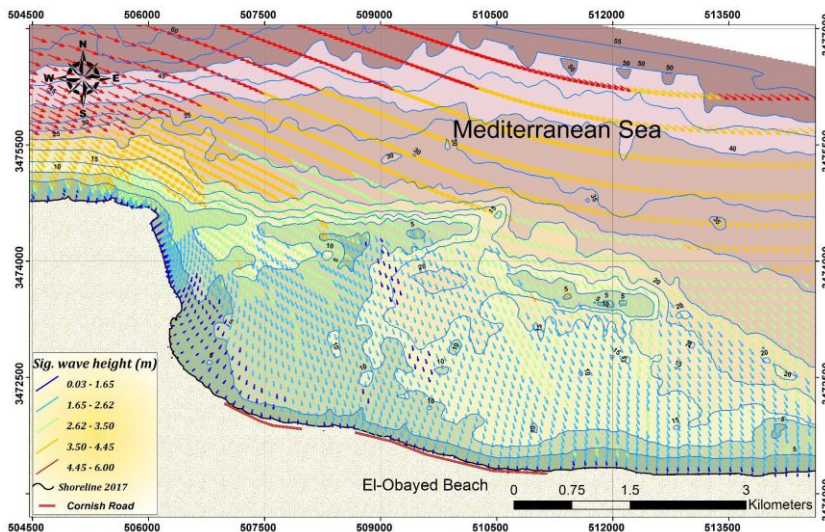 504500 506000 507500 509000 510500 512000 513500
3477000
3475500
3474000
3472500
3471000
N
W E
S
Mediterranean Sea
Sig. wave height (m)
0.03 - 1.65
1.65 - 2.62
2.62 - 3.50
3.50 - 4.45
4.45 - 6.00
Shoreline 2017
Cornish Road
El-Obayed Beach
0 0.75 1.5 3
Kilometers
504500 506000 507500 509000 510500 512000 513500